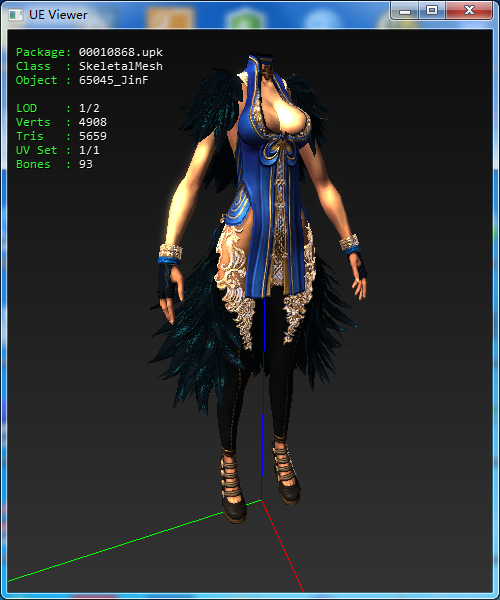 UE Viewer
Package: 00010868.upk
Class : SkeletalMesh
Object : 65045_JinF
LOD : 1/2
Verts : 4908
Tris : 5659
UV Set : 1/1
Bones : 93